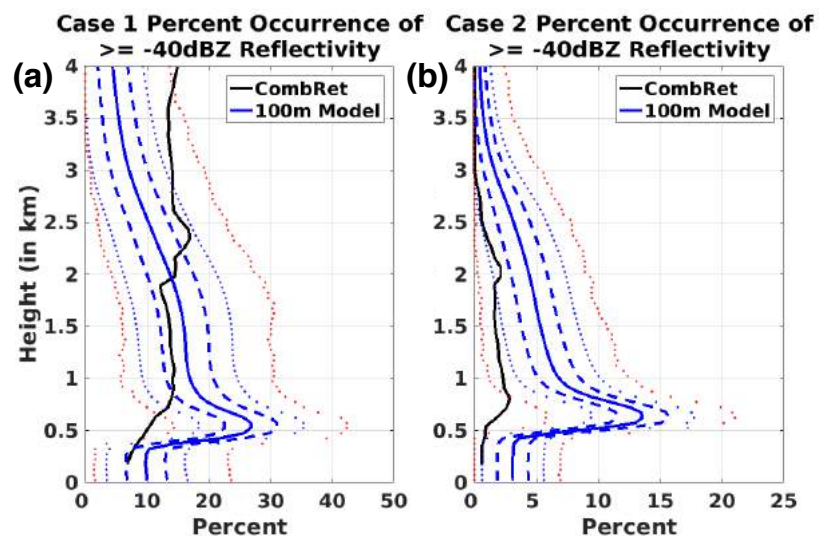 Case 1 Percent Occurrence of
>= -40dBZ Reflectivity
(a)
CombRet
100m Model
4
3.5
3
2.5
2
1.5
1
0.5
0
Height (in km)
0 10 20 30 40 50
Percent
Case 2 Percent Occurrence of
>= -40dBZ Reflectivity
(b)
CombRet
100m Model
4
3.5
3
2.5
2
1.5
1
0.5
0
0 5 10 15 20 25
Percent